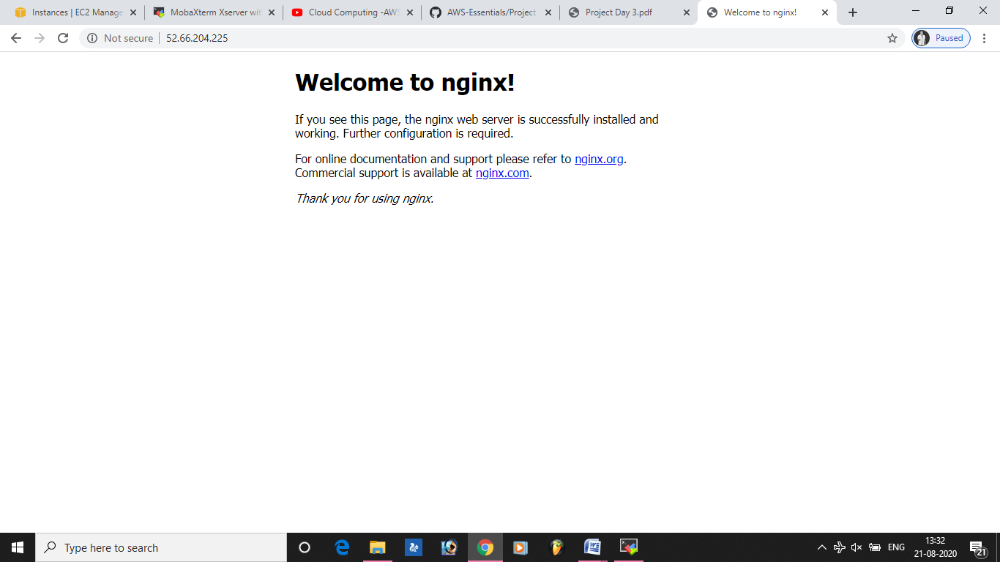 Instances | EC2 Manage
MobaXterm Xserver wit
Cloud Computing -AWS
AWS-Essentials/Project
Project Day 3.pdf
Welcome to nginx!
Not secure
52.66.204.225
Paused
Welcome to nginx!
If you see this page, the nginx web server is successfully installed and
working. Further configuration is required.
For online documentation and support please refer to nginx.org.
Commercial support is available at nginx.com.
Thank you for using nginx.
Type here to search
ENG
13:32
21-08-2020
21